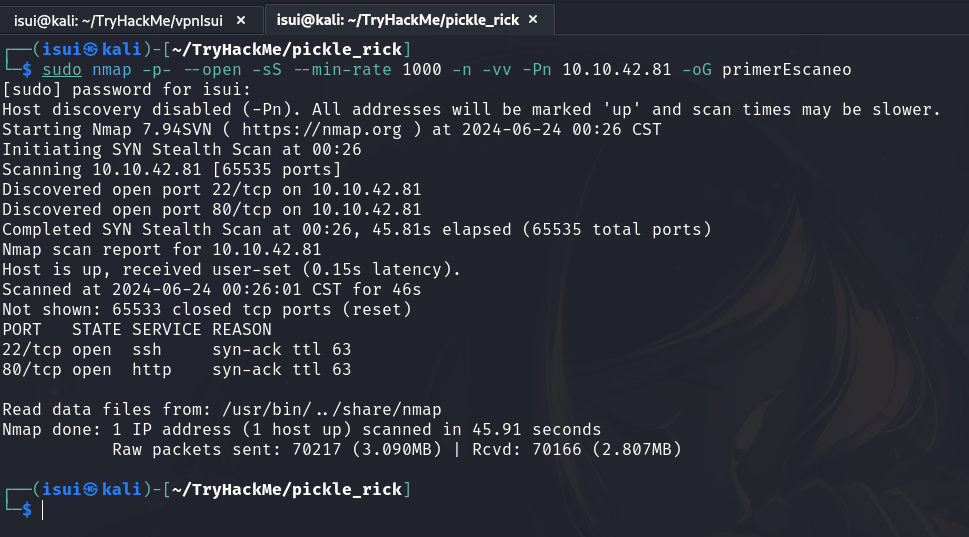 isui@kali: ~/TryHackMe/vpnIsui × isui@kali: ~/TryHackMe/pickle_rick ×
┌──(isui㉿kali)-[~/TryHackMe/pickle_rick]
└─$ sudo nmap -p- --open -sS --min-rate 1000 -n -vv -Pn 10.10.42.81 -oG primerEscaneo
[sudo] password for isui:
Host discovery disabled (-Pn). All addresses will be marked 'up' and scan times may be slower.
Starting Nmap 7.94SVN ( https://nmap.org ) at 2024-06-24 00:26 CST
Initiating SYN Stealth Scan at 00:26
Scanning 10.10.42.81 [65535 ports]
Discovered open port 22/tcp on 10.10.42.81
Discovered open port 80/tcp on 10.10.42.81
Completed SYN Stealth Scan at 00:26, 45.81s elapsed (65535 total ports)
Nmap scan report for 10.10.42.81
Host is up, received user-set (0.15s latency).
Scanned at 2024-06-24 00:26:01 CST for 46s
Not shown: 65533 closed tcp ports (reset)
PORT   STATE SERVICE REASON
22/tcp open  ssh     syn-ack ttl 63
80/tcp open  http    syn-ack ttl 63
Read data files from: /usr/bin/../share/nmap
Nmap done: 1 IP address (1 host up) scanned in 45.91 seconds
           Raw packets sent: 70217 (3.090MB) | Rcvd: 70166 (2.807MB)
┌──(isui㉿kali)-[~/TryHackMe/pickle_rick]
└─$